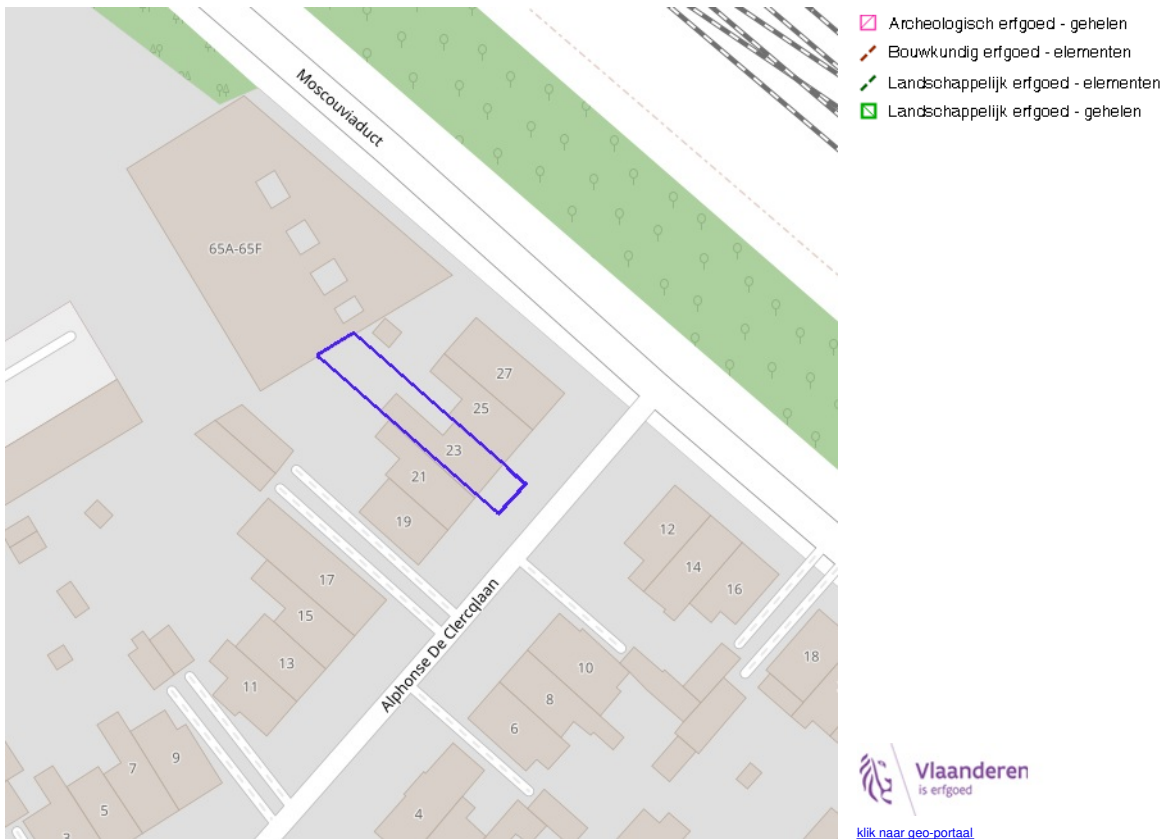 Archeologisch erfgoed - gehelen
Bouwkundig erfgoed - elementen
Landschappelijk erfgoed - elementen
Landschappelijk erfgoed - gehelen
Moscouviaduct
65A-65F
27
25
23
21
19
12
14
16
17
15
13
11
10
8
6
18
Alphonse De Clercqlaan
9
7
5
3
4
Vlaanderen
is erfgoed
klik naar geo-portaal